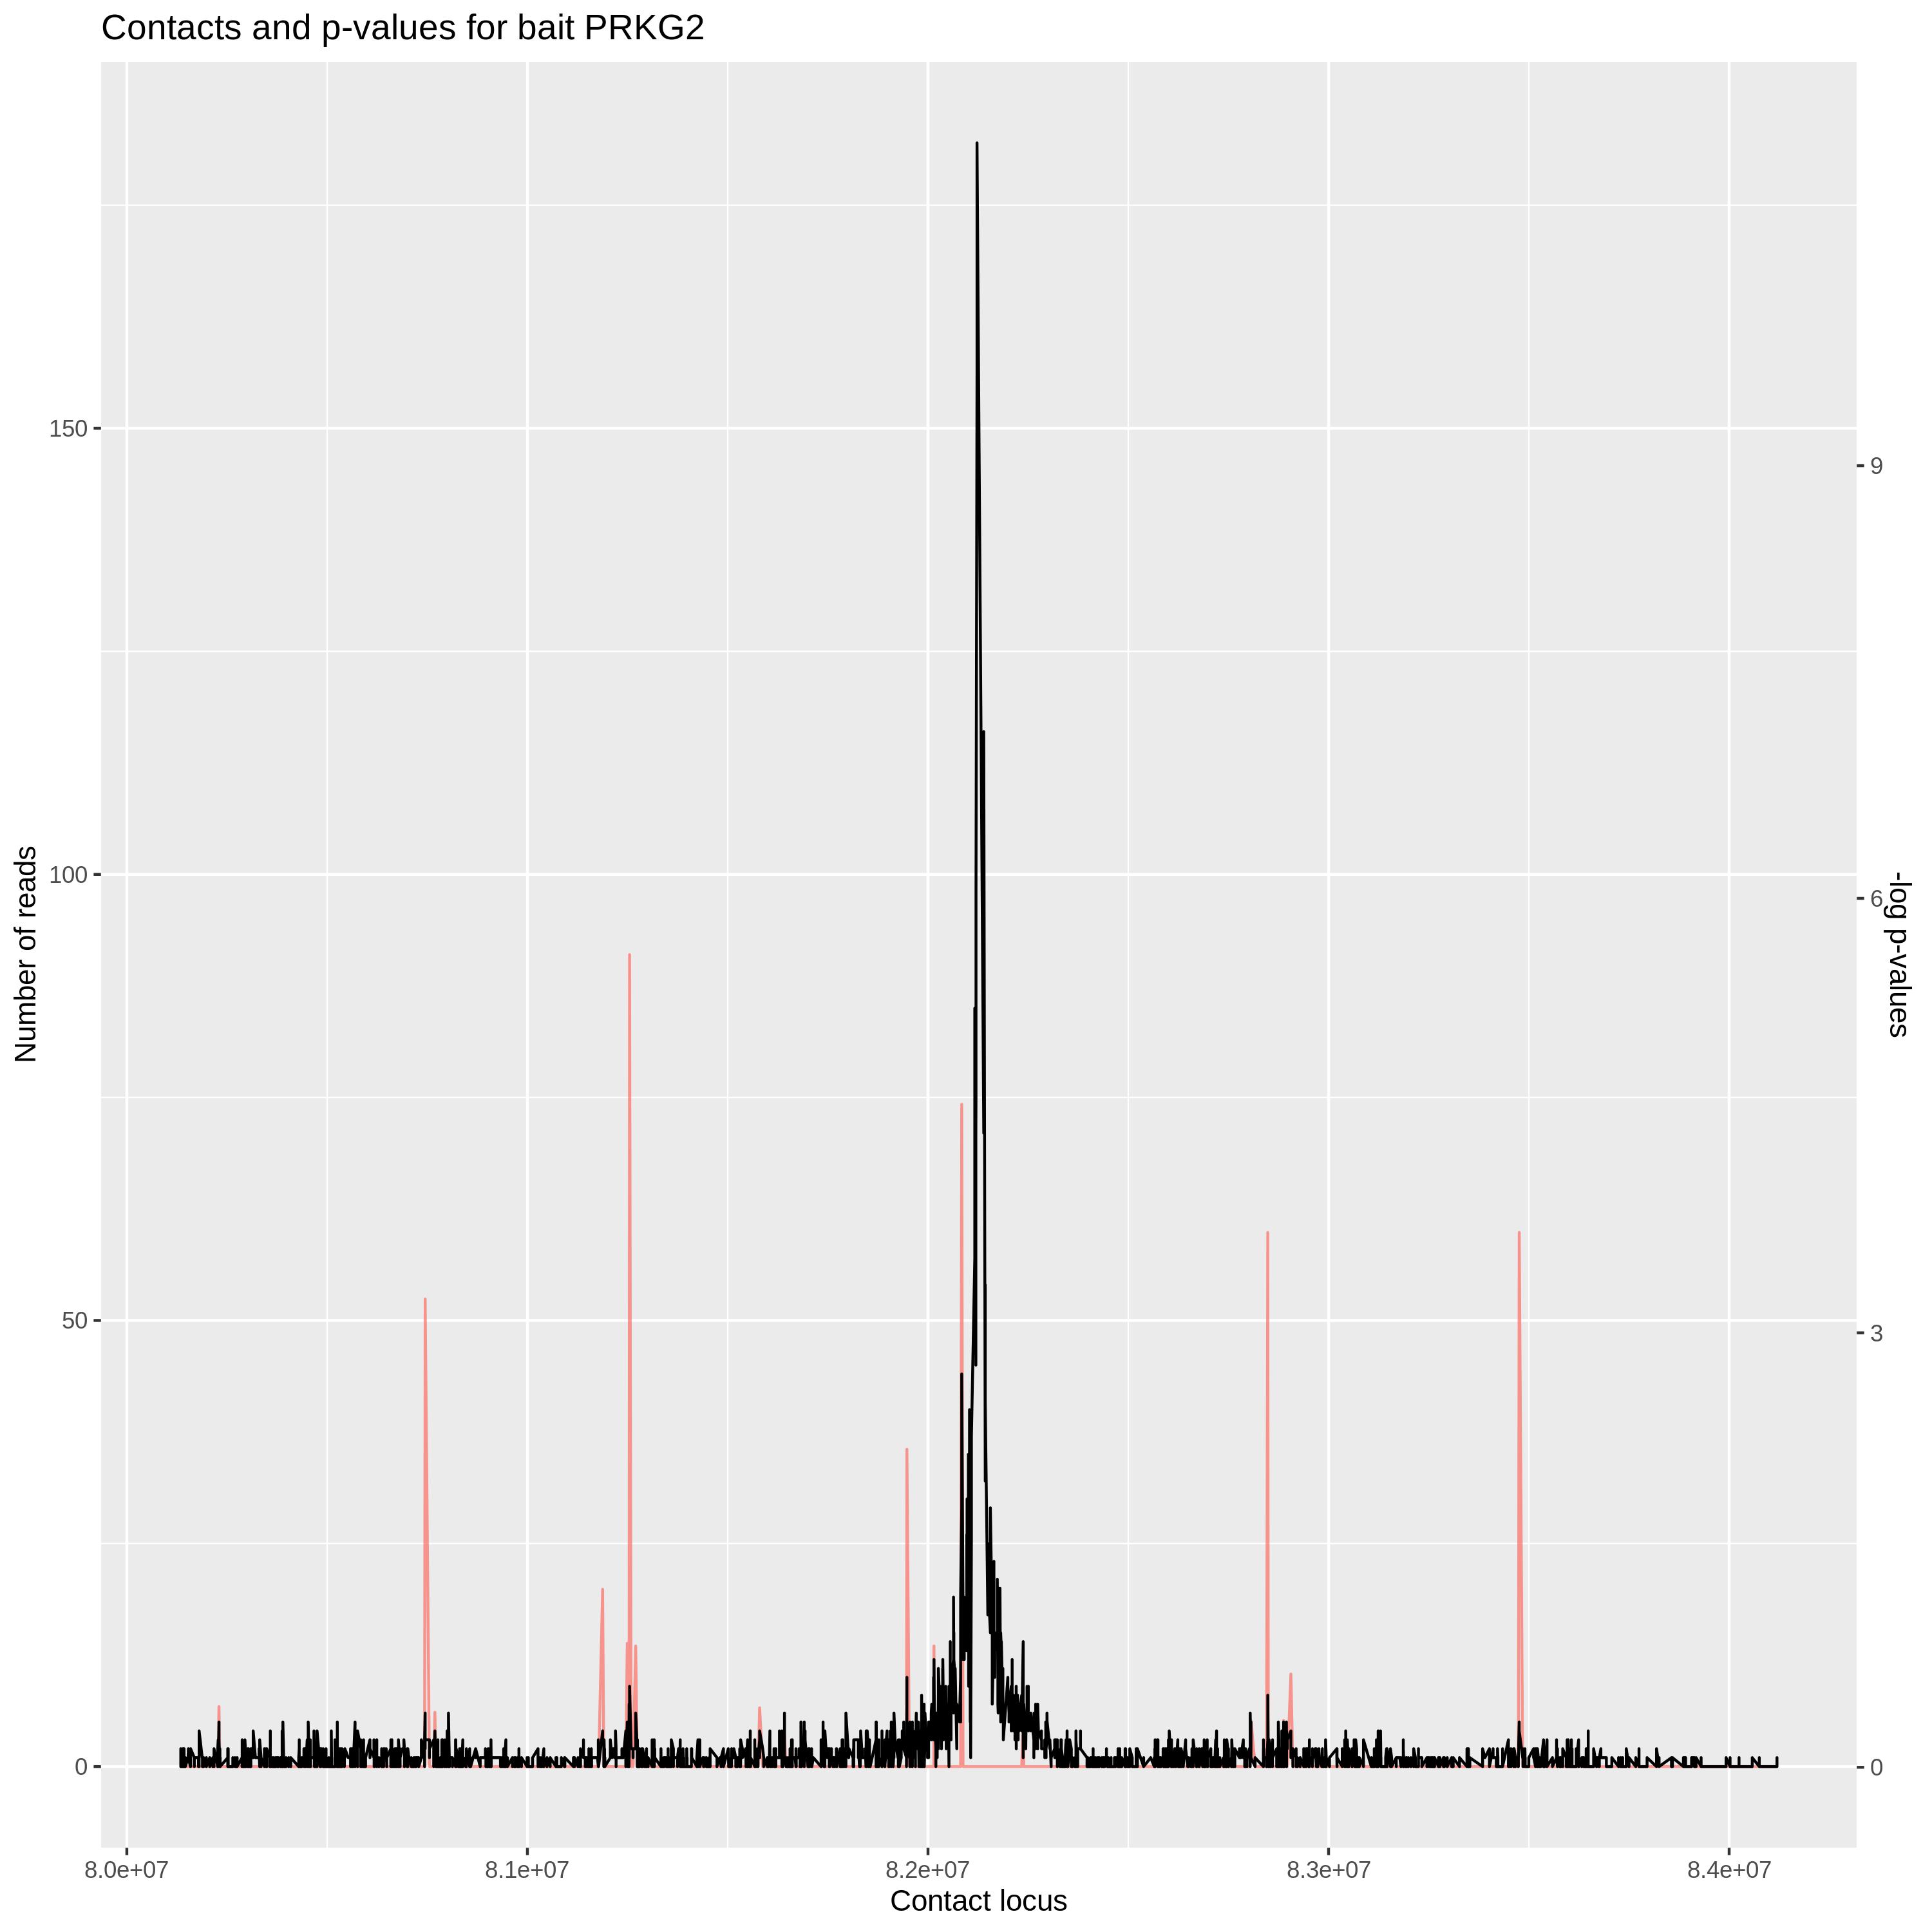 Contacts and p-values for bait PRKG2
150
100
50
0
9
6
3
0
Number of reads
-log p-values
8.0e+07
8.1e+07
8.2e+07
8.3e+07
8.4e+07
Contact locus